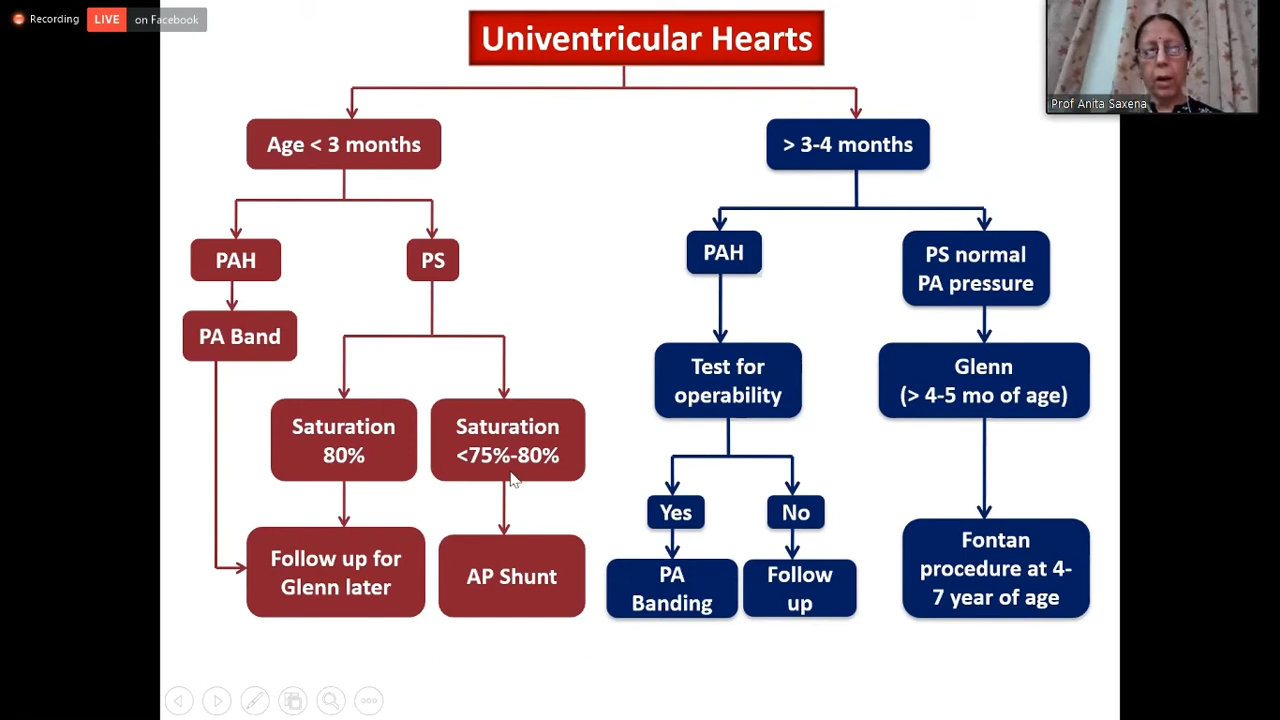 Recording
LIVE
on Facebook
Univentricular Hearts
Prof Anita Saxena
Age < 3 months
> 3-4 months
PAH
PS
PAH
PS normal
PA pressure
PA Band
Test for
operability
Glenn
(> 4-5 mo of age)
Saturation
80%
Saturation
<75%-80%
Yes
No
Follow up for
Glenn later
AP Shunt
PA
Banding
Follow
up
Fontan
procedure at 4-
7 year of age